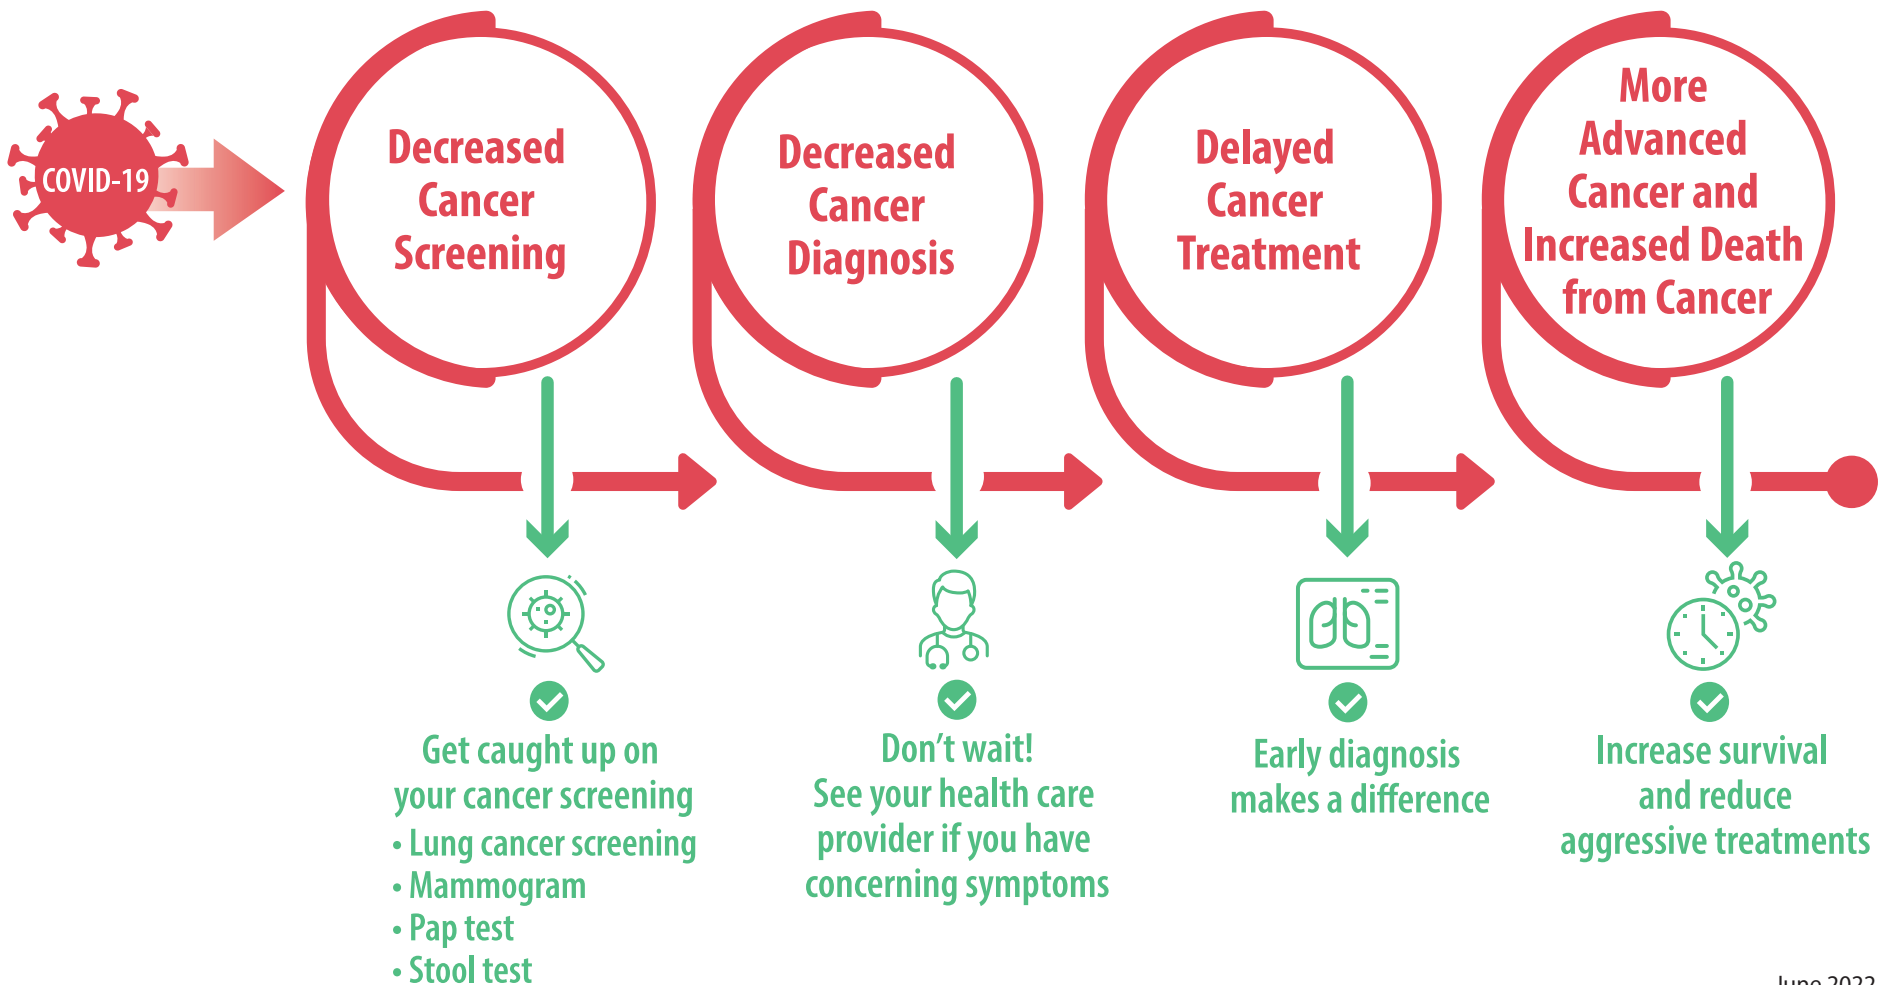 COVID-19
Decreased
Cancer
Screening
Decreased
Cancer
Diagnosis
Delayed
Cancer
Treatment
More
Advanced
Cancer and
Increased Death
from Cancer
Get caught up on
your cancer screening
• Lung cancer screening
• Mammogram
• Pap test
• Stool test
Don't wait!
See your health care
provider if you have
concerning symptoms
Early diagnosis
makes a difference
Increase survival
and reduce
aggressive treatments
June 2022